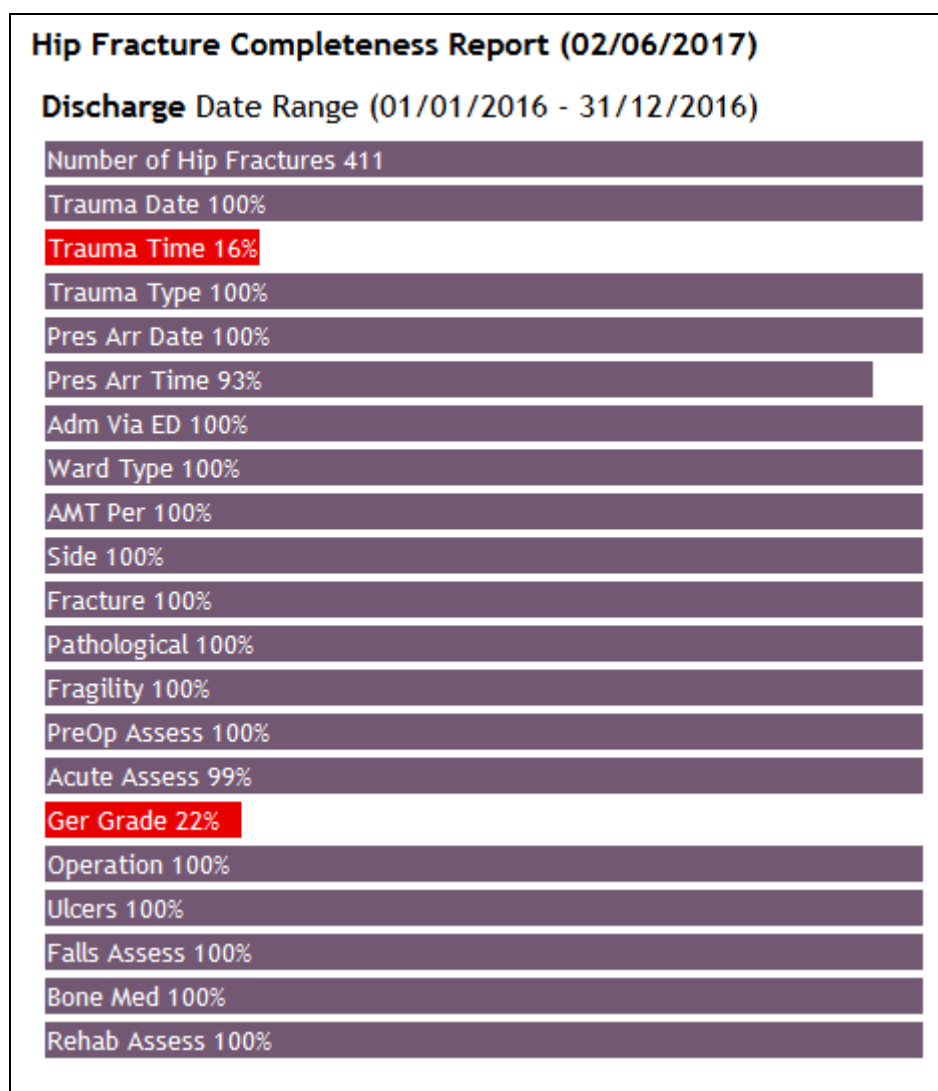 Hip Fracture Completeness Report (02/06/2017)
Discharge Date Range (01/01/2016 - 31/12/2016)
Number of Hip Fractures 411
Trauma Date 100%
Trauma Time 16%
Trauma Type 100%
Pres Arr Date 100%
Pres Arr Time 93%
Adm Via ED 100%
Ward Type 100%
AMT Per 100%
Side 100%
Fracture 100%
Pathological 100%
Fragility 100%
PreOp Assess 100%
Acute Assess 99%
Ger Grade 22%
Operation 100%
Ulcers 100%
Falls Assess 100%
Bone Med 100%
Rehab Assess 100%